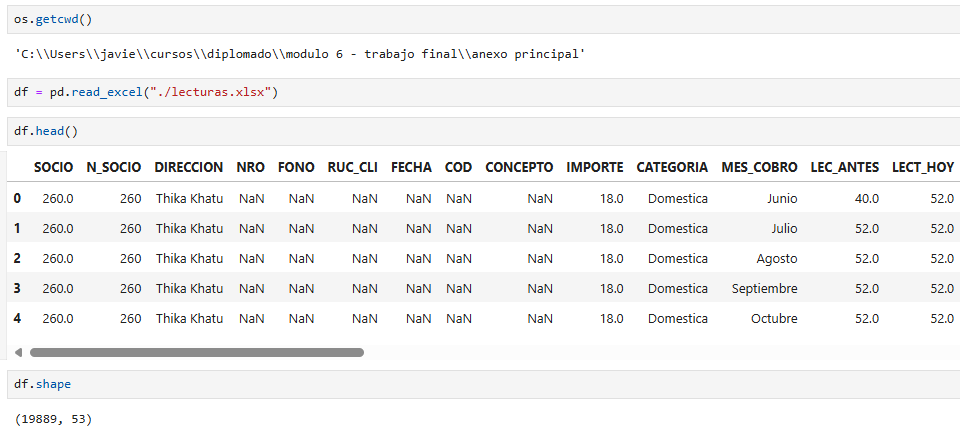 os.getcwd()
'C:\\Users\\javie\\cursos\\diplomado\\modulo 6 - trabajo final\\anexo principal'
df = pd.read_excel("./lecturas.xlsx")
df.head()
SOCIO N_SOCIO DIRECCION NRO FONO RUC_CLI FECHA COD CONCEPTO IMPORTE CATEGORIA MES_COBRO LEC_ANTES LECT_HOY
0 260.0 260 Thika Khatu NaN NaN NaN NaN NaN NaN 18.0 Domestica Junio 40.0 52.0
1 260.0 260 Thika Khatu NaN NaN NaN NaN NaN NaN 18.0 Domestica Julio 52.0 52.0
2 260.0 260 Thika Khatu NaN NaN NaN NaN NaN NaN 18.0 Domestica Agosto 52.0 52.0
3 260.0 260 Thika Khatu NaN NaN NaN NaN NaN NaN 18.0 Domestica Septiembre 52.0 52.0
4 260.0 260 Thika Khatu NaN NaN NaN NaN NaN NaN 18.0 Domestica Octubre 52.0 52.0
df.shape
(19889, 53)